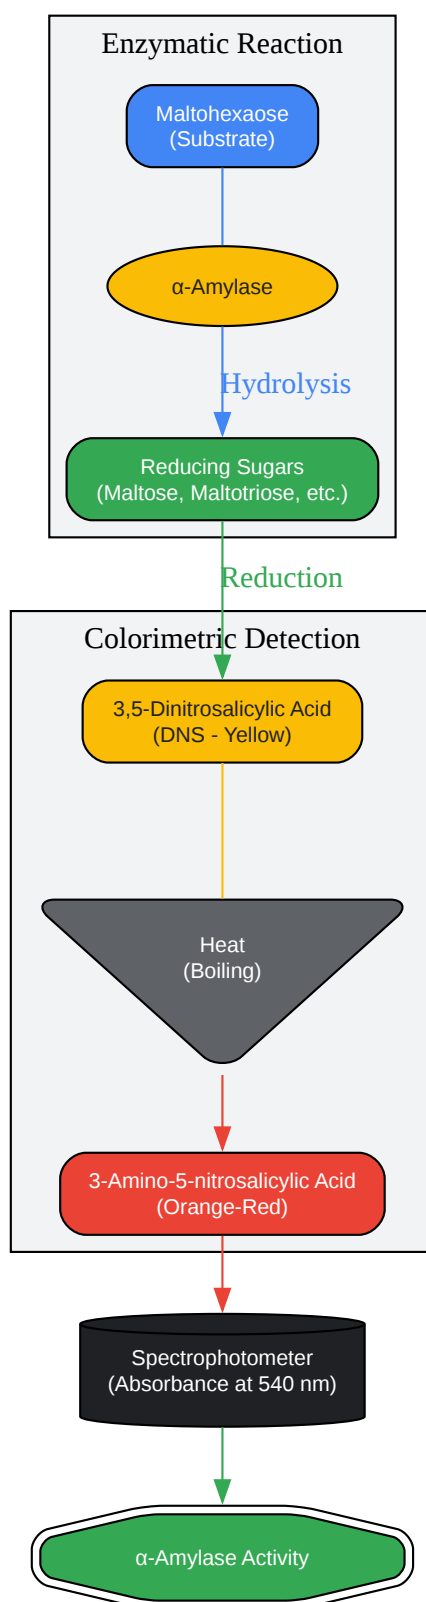 Enzymatic Reaction
Maltohexaose
(Substrate)
α-Amylase
Hydrolysis
Reducing Sugars
(Maltose, Maltotriose, etc.)
Reduction
Colorimetric Detection
3,5-Dinitrosalicylic Acid
(DNS - Yellow)
Heat
(Boiling)
3-Amino-5-nitrosalicylic Acid
(Orange-Red)
Spectrophotometer
(Absorbance at 540 nm)
α-Amylase Activity